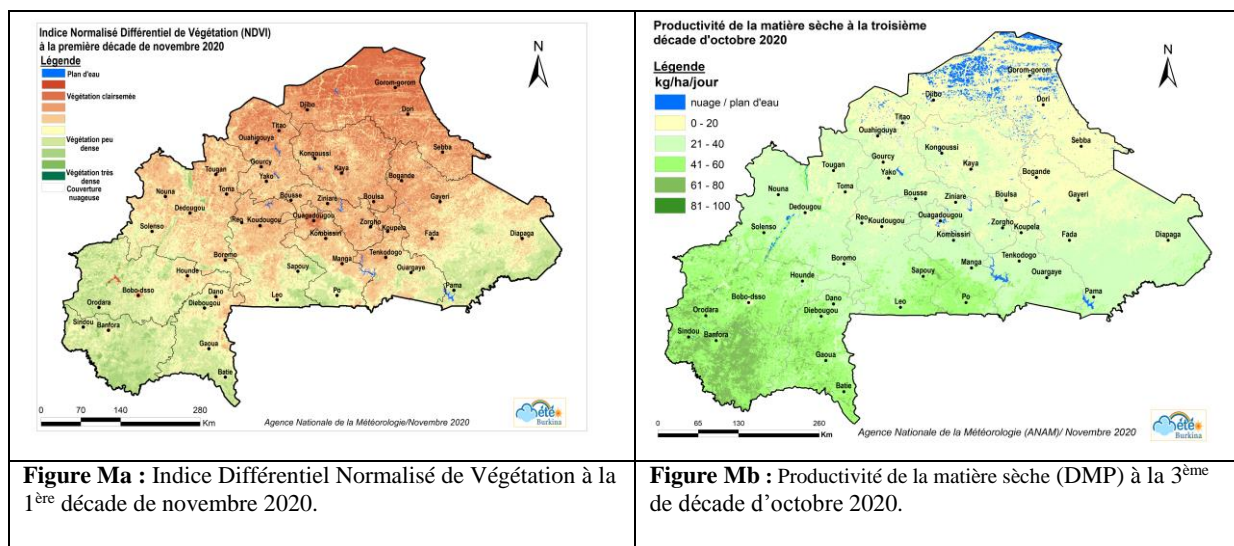 Indice Normalisé Différentiel de Végétation (NDVI)
à la première décade de novembre 2020
Légende
Plan d'eau
Végétation clairsemée
Végétation peu
dense
Végétation très
dense
Couverture
nuageuse
N
Gorom-gorom
Djibo
Dori
Titao
Ouahigouya
Kongoussi
Sebba
Tougan
Gourcy
Yako
Kaya
Bogande
Nouna
Toma
Bousse
Ziniare
Boulsa
Gayeri
Dedougou
Reo
Koudougou
Ouagadougou
Zorgho
Koupela
Solenso
Kombissiri
Fada
Diapaga
Boromo
Manga
Tenkodogo
Hounde
Sapouy
Ouargaye
Bobo-dsso
Dano
Leo
Po
Pama
Orodara
Diebougou
Sindou
Banfora
Gaoua
Batie
0 70 140 280
Km
Agence Nationale de la Météorologie/Novembre 2020
été
Burkina
Productivité de la matière sèche à la troisième
décade d'octobre 2020
Légende
kg/ha/jour
nuage / plan d'eau
0 - 20
21 - 40
41 - 60
61 - 80
81 - 100
N
Gorom-gorom
Djibo
Dori
Titao
Ouahigouya
Kongoussi
Sebba
Tougan
Gourcy
Kaya
Yako
Bogande
Nouna
Toma
Bousse
Ziniare
Boulsa
Gayeri
Dedougou
Reo
Koudougou
Ouagadougou
Zorgho
Koupela
Solenso
Kombissiri
Fada
Diapaga
Boromo
Manga
Tenkodogo
Hounde
Sapouy
Ouargaye
Bobo-dsso
Dano
Leo
Po
Pama
Orodara
Diebougou
Sindou
Banfora
Gaoua
Batie
0 65 130 260
Km
Agence Nationale de la Météorologie (ANAM)/ Novembre 2020
été
Burkina
Figure Ma : Indice Différentiel Normalisé de Végétation à la
1ère décade de novembre 2020.
Figure Mb : Productivité de la matière sèche (DMP) à la 3ème
de décade d’octobre 2020.